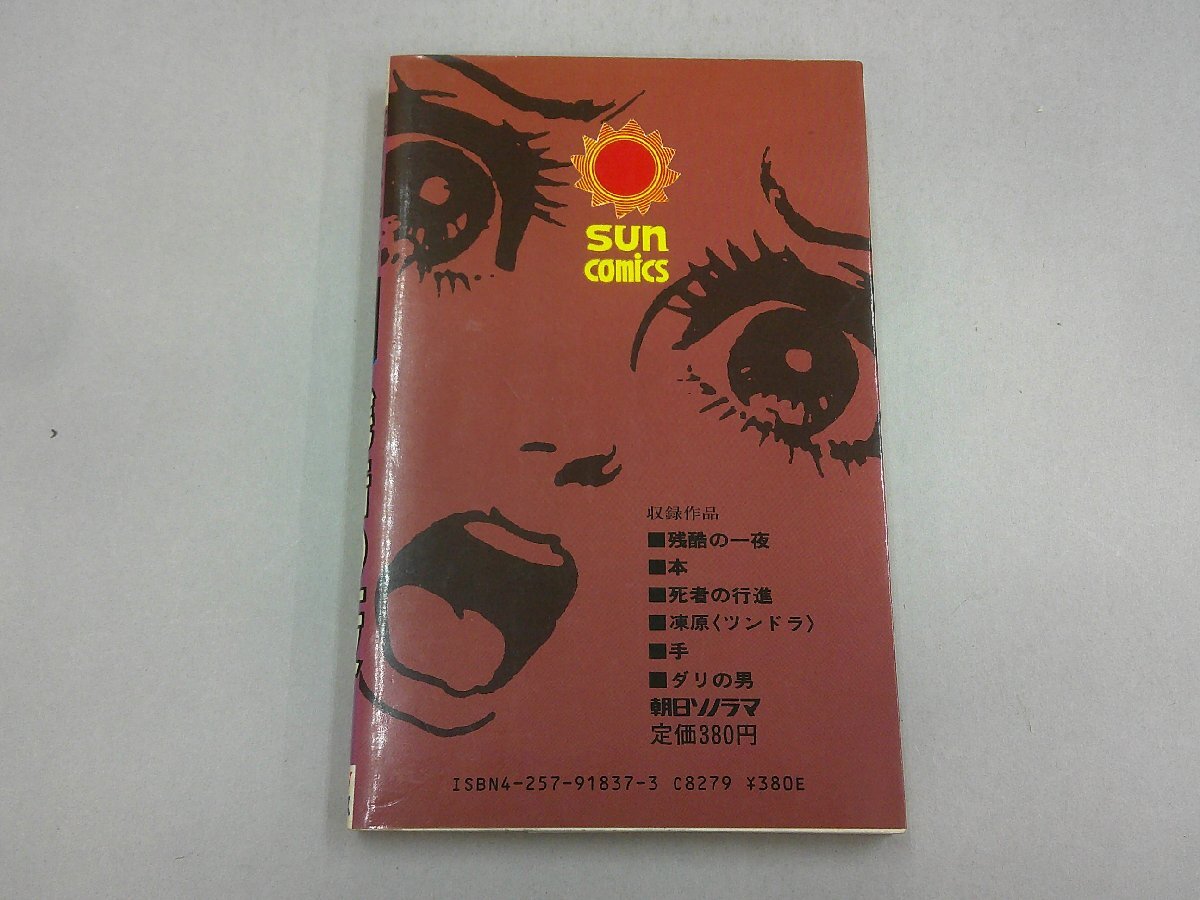 sun
comics
収録作品
■残酷の一夜
■本
■死者の行進
■凍原〈ツンドラ〉
■手
■ダリの男
朝日ソノラマ
定価380円
ISBN4-257-91837-3 C8279 ¥380E